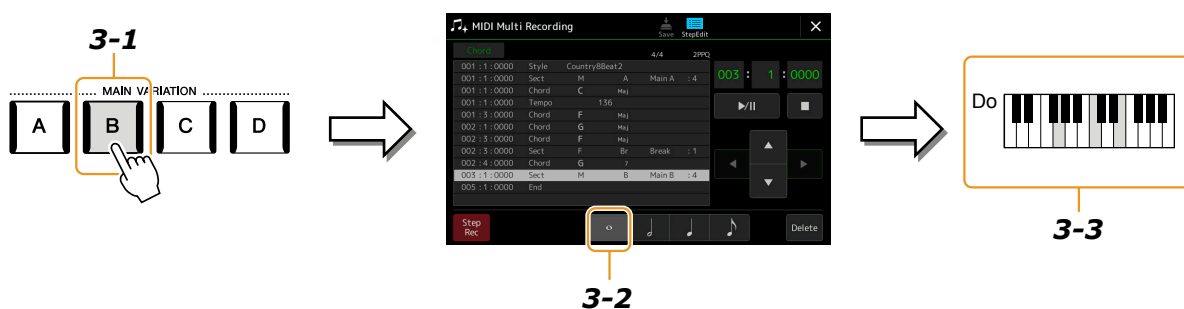 3-1
MAIN VARIATION
A B C D
MIDI Multi Recording Save StepEdit
Chord 4/4 2PPQ
001 : 1 : 0000 Style Country8Beat2
001 : 1 : 0000 Sect M A Main A : 4
001 : 1 : 0000 Chord C Maj
001 : 1 : 0000 Tempo 136
001 : 3 : 0000 Chord F Maj
002 : 1 : 0000 Chord G Maj
002 : 3 : 0000 Chord F Maj
002 : 3 : 0000 Sect F Br Break : 1
002 : 4 : 0000 Chord G 7
003 : 1 : 0000 Sect M B Main B : 4
005 : 1 : 0000 End
003 : 1 : 0000
Step
Rec
Delete
3-2
Do
3-3